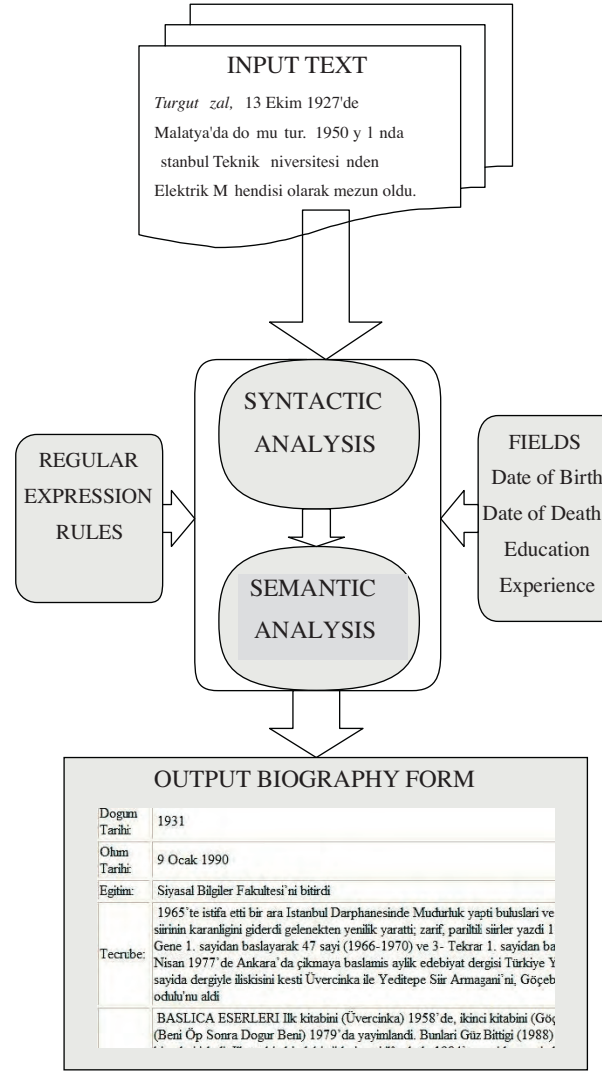 INPUT TEXT
Turgut zal, 13 Ekim 1927'de
Malatya'da do mu tur. 1950 y l nda
stanbul Teknik niversitesi nden
Elektrik M hendisi olarak mezun oldu.
SYNTACTIC
ANALYSIS
REGULAR
EXPRESSION
RULES
FIELDS
Date of Birth
Date of Death
Education
Experience
SEMANTIC
ANALYSIS
OUTPUT BIOGRAPHY FORM
Dogum
Tarihi:
1931
Olum
Tarihi:
9 Ocak 1990
Egitim:
Siyasal Bilgiler Fakultesi'ni bitirdi
Tecrube:
1965'te istifa etti bir ara Istanbul Darphanesinde Mudurluk yapti buluslari ve
siirinin karanligini giderdi gelenekten yenilik yaratti; zarif, pariltili siirler yazdi 1
Gene 1. sayidan baslayarak 47 sayi (1966-1970) ve 3- Tekrar 1. sayidan ba
Nisan 1977'de Ankara'da çikmaya baslamis aylik edebiyat dergisi Türkiye Y
sayida dergiyle iliskisini kesti Üvercinka ile Yeditepe Siir Armagani'ni, Göçeb
odulu'nu aldi
BASLICA ESERLERI Ilk kitabini (Üvercinka) 1958'de, ikinci kitabini (Göç
(Beni Öp Sonra Dogur Beni) 1979'da yayimlandi. Bunlari Güz Bittigi (1988)